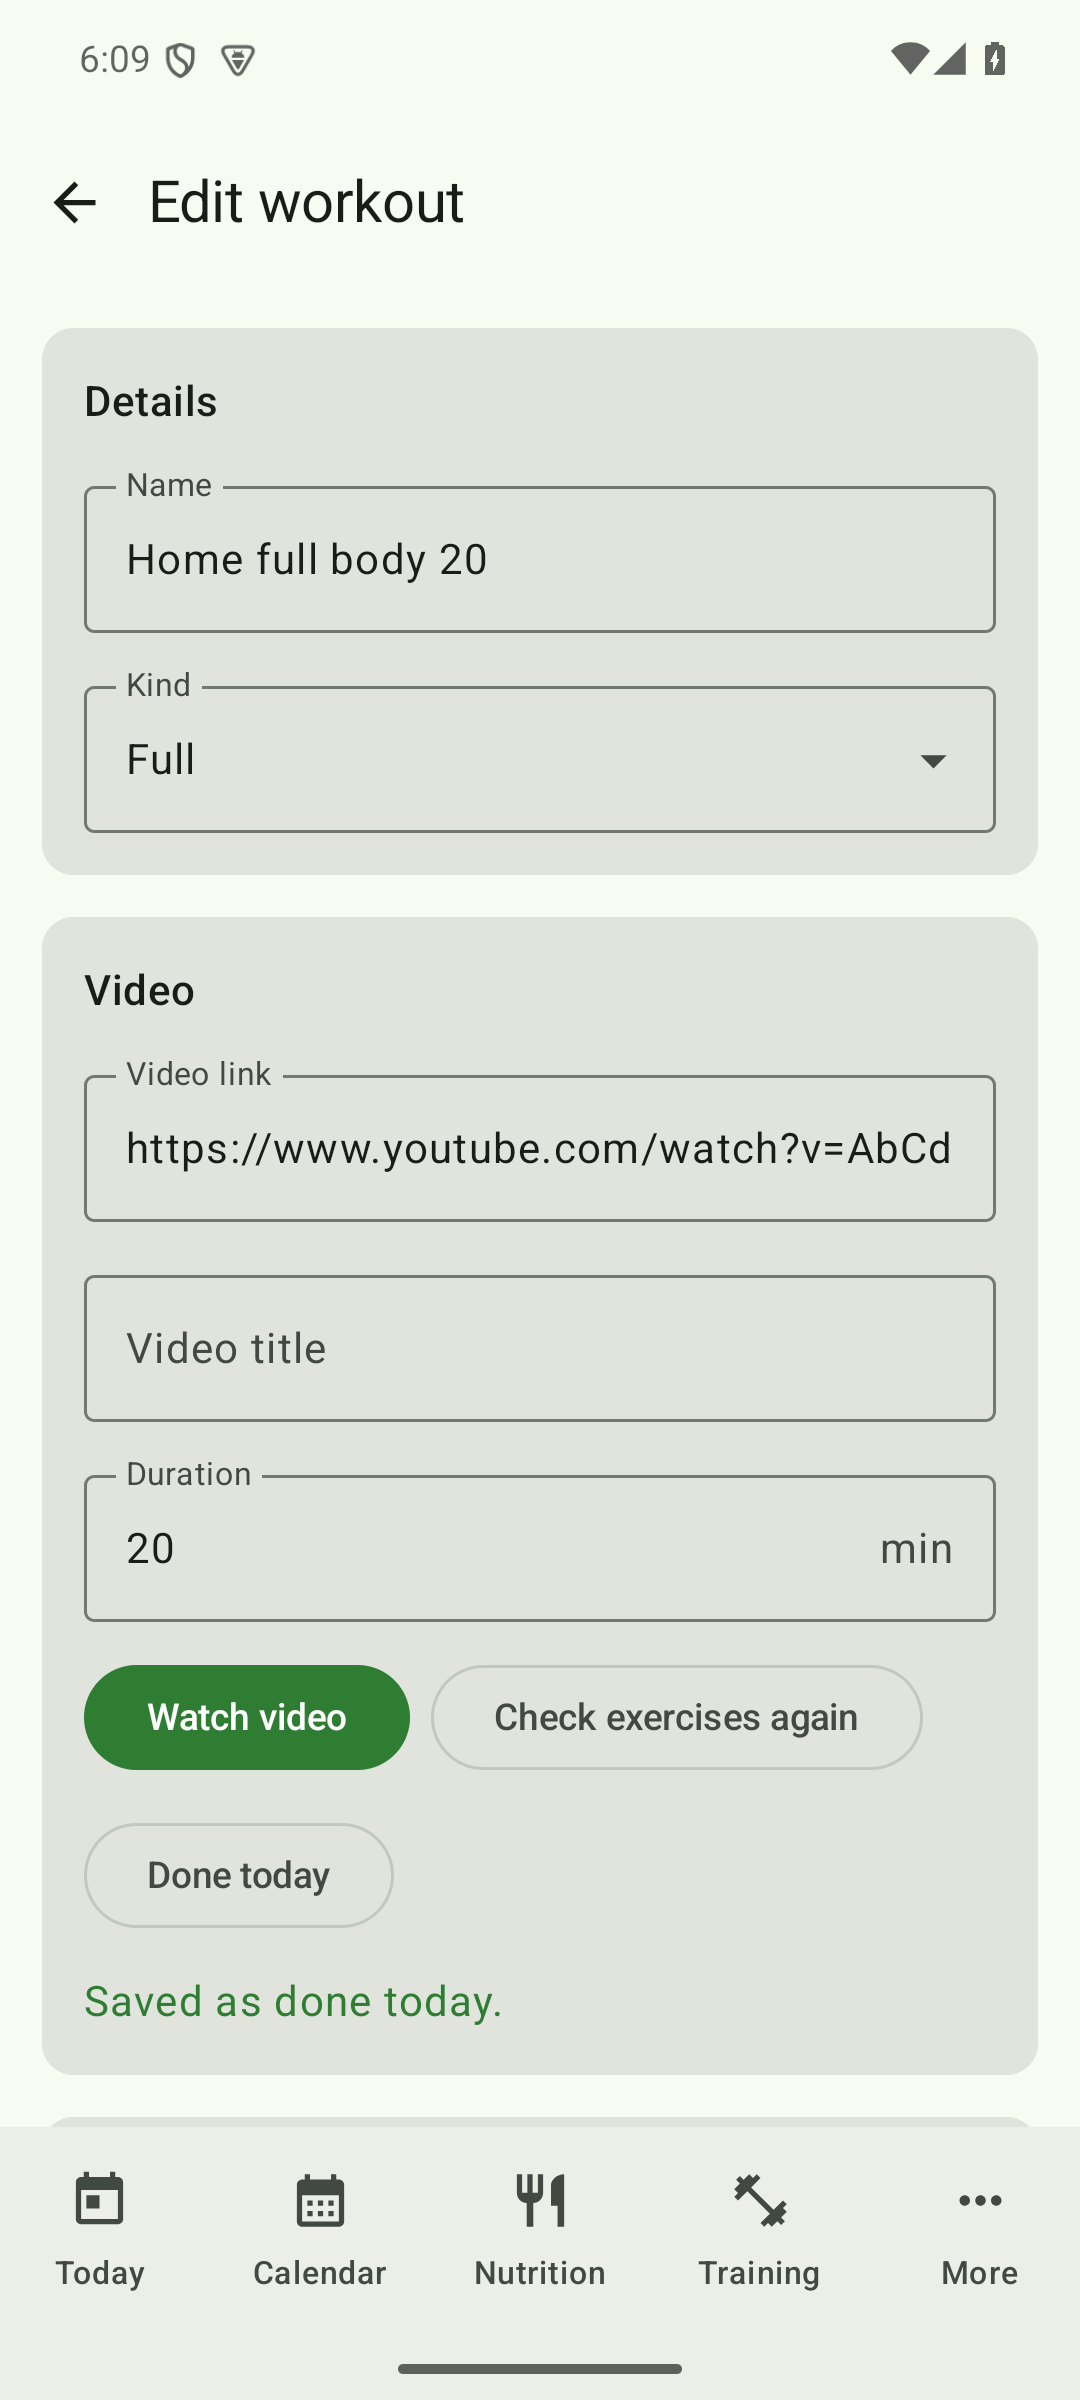 6:09
Edit workout
Details
Name
Home full body 20
Kind
Full
Video
Video link
https://www.youtube.com/watch?v=AbCd
Video title
Duration
20 min
Watch video
Check exercises again
Done today
Saved as done today.
Today
Calendar
Nutrition
Training
More